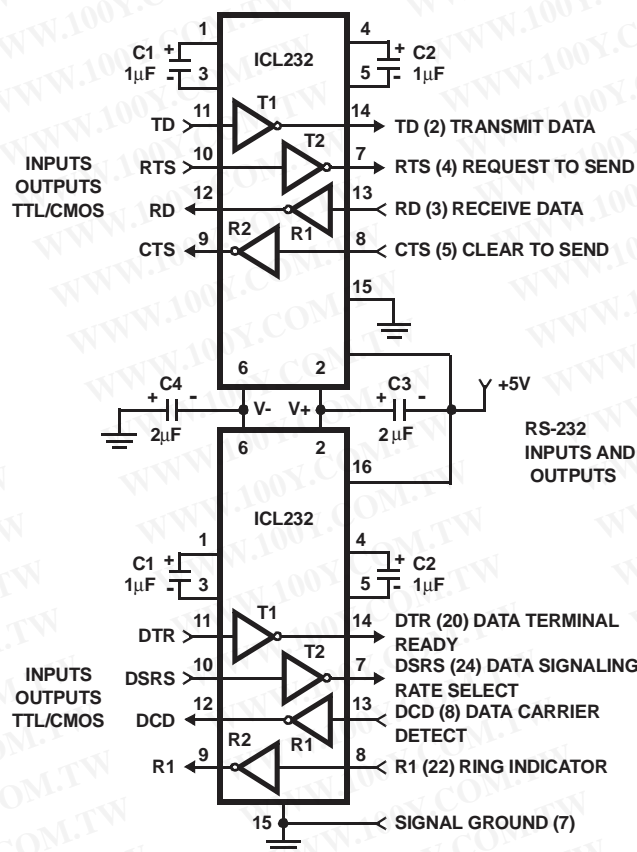 1 ICL232 4
C1 + + C2
1µF 3 - 5 - 1µF
11 T1 14
TD TD (2) TRANSMIT DATA
10 T2 7
INPUTS RTS RTS (4) REQUEST TO SEND
OUTPUTS 12 13
TTL/CMOS RD R1 RD (3) RECEIVE DATA
9 R2 8
CTS CTS (5) CLEAR TO SEND
15
6 2
C4 C3
+ - V- V+ + - +5V
2µF 2µF
6 2
RS-232
INPUTS AND
OUTPUTS
16
ICL232
1 4
C1 + + C2
1µF 3 - 5 - 1µF
11 T1 14
DTR DTR (20) DATA TERMINAL
READY
10 T2 7
INPUTS DSRS DSRS (24) DATA SIGNALING
RATE SELECT
OUTPUTS 12 13
TTL/CMOS DCD R1 DCD (8) DATA CARRIER
DETECT
9 R2 8
R1 R1 (22) RING INDICATOR
15 SIGNAL GROUND (7)
WWW.100Y.COM.TW